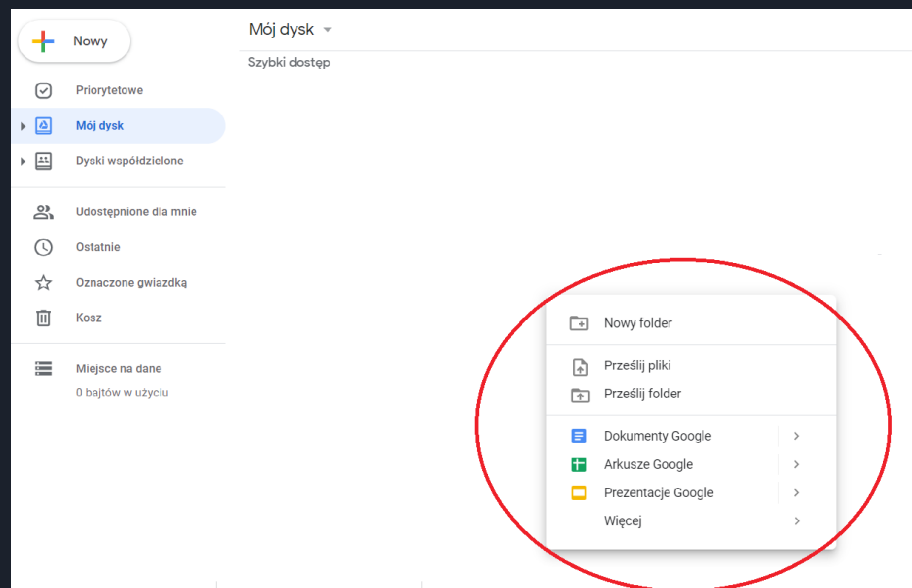 Nowy
Priorytetowe
Mój dysk
Dyski współdzielone
Udostępnione dla mnie
Ostatnie
Oznaczone gwiazdką
Kosz
Miejsce na dane
0 bajtów w użyciu
Mój dysk
Szybki dostęp
Nowy folder
Prześlij pliki
Prześlij folder
Dokumenty Google
Arkusze Google
Prezentacje Google
Więcej